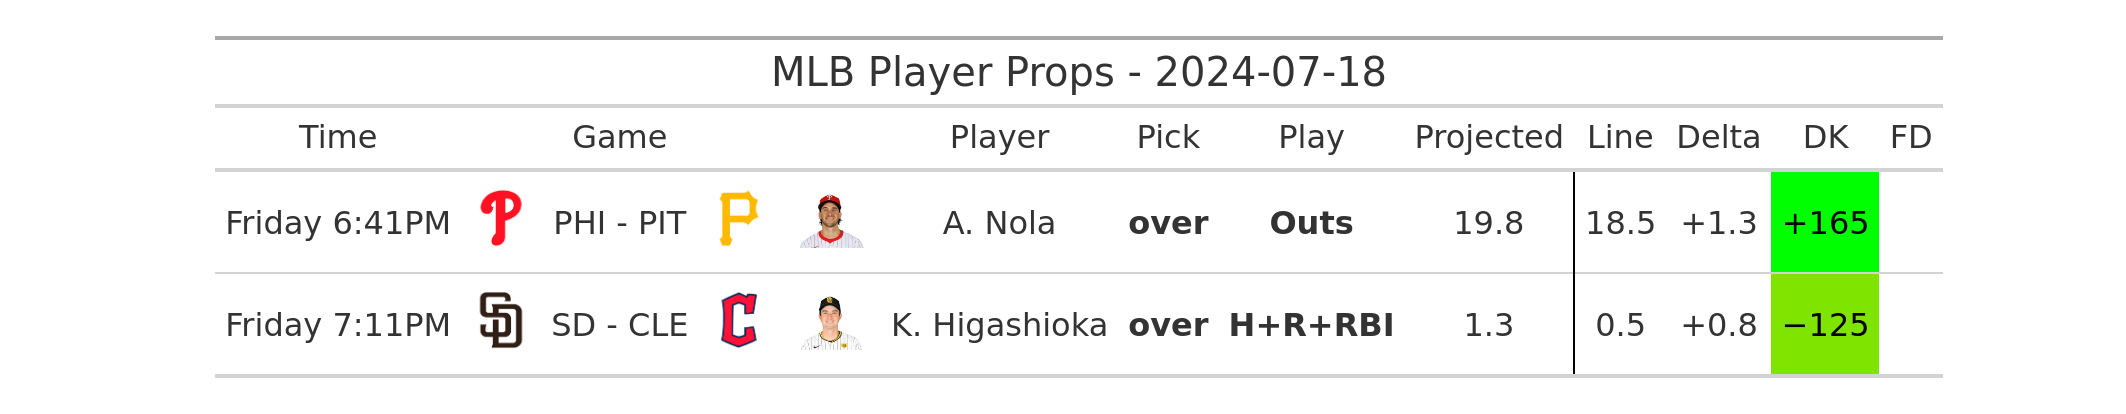 MLB Player Props - 2024-07-18
Time Game Player Pick Play Projected Line Delta DK FD
Friday 6:41PM PHI - PIT A. Nola over Outs 19.8 18.5 +1.3 +165
Friday 7:11PM SD - CLE K. Higashioka over H+R+RBI 1.3 0.5 +0.8 −125